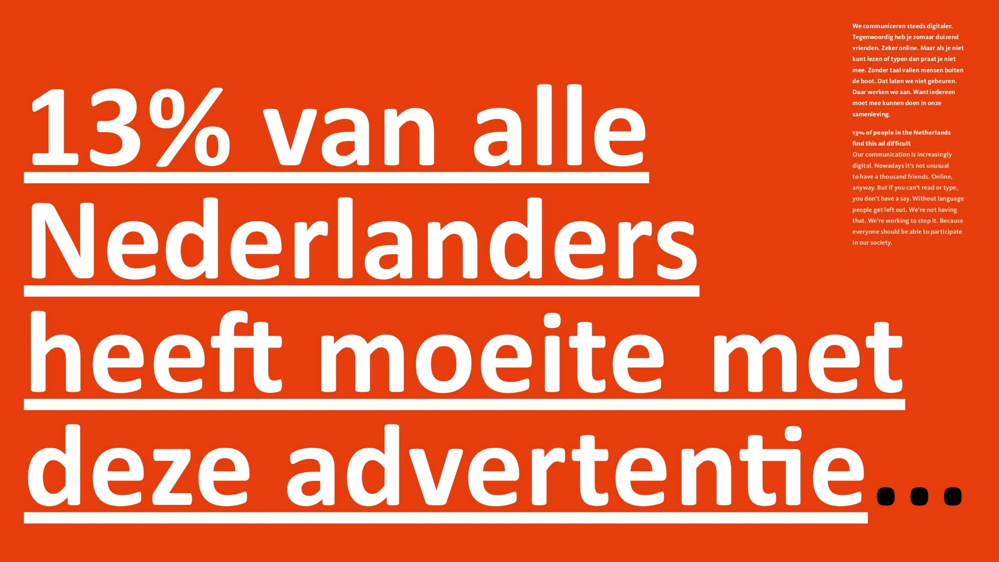 13% van alle
Nederlanders
heeft moeite met
deze advertentie...
We communiceren steeds digitaler.
Tegenwoordig heb je zomaar duizend
vrienden. Zeker online. Maar als je niet
kunt lezen of typen dan praat je niet
mee. Zonder taal vallen mensen buiten
de boot. Dat laten we niet gebeuren.
Daar werken we aan. Want iedereen
moet mee kunnen doen in onze
samenleving.
13% of people in the Netherlands
find this ad difficult
Our communication is increasingly
digital. Nowadays it's not unusual
to have a thousand friends. Online,
anyway. But if you can't read or type,
you don't have a say. Without language
people get left out. We're not having
that. We're working to stop it. Because
everyone should be able to participate
in our society.